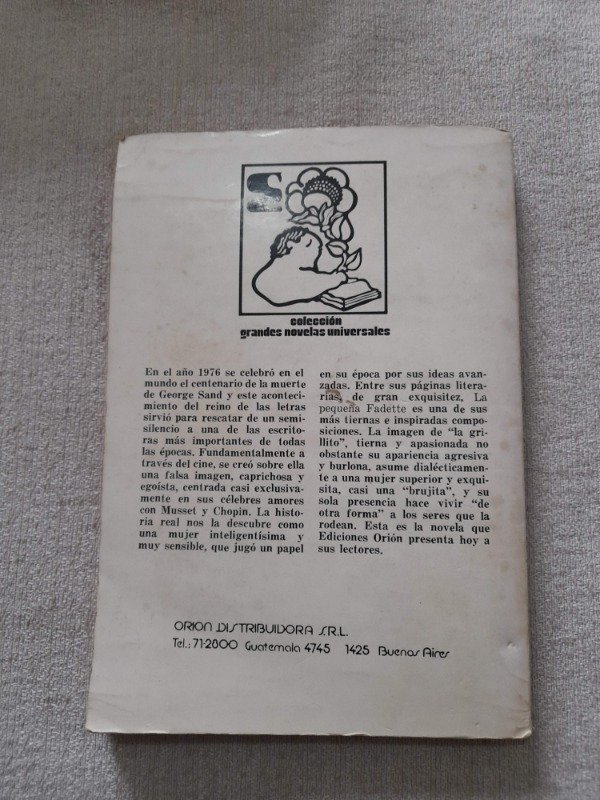 S
colección
grandes novelas universales
En el año 1976 se celebró en el
mundo el centenario de la muerte
de George Sand y este aconteci-
miento del reino de las letras
sirvió para rescatar de un semi-
silencio a una de las escrito-
ras más importantes de todas
las épocas. Fundamentalmente a
través del cine, se creó sobre ella
una falsa imagen, caprichosa y
egoísta, centrada casi exclusiva-
mente en sus célebres amores
con Musset y Chopin. La histo-
ria real nos la descubre como
una mujer inteligentísima y
muy sensible, que jugó un papel
en su época por sus ideas avan-
zadas. Entre sus páginas litera-
rias, de gran exquisitez, La
pequeña Fadette es una de sus
más tiernas e inspiradas compo-
siciones. La imagen de "la gri-
llito", tierna y apasionada no
obstante su apariencia agresiva
y burlona, asume dialécticamen-
te a una mujer superior y exqui-
sita, casi una "brujita", y su
sola presencia hace vivir "de
otra forma" a los seres que la
rodean. Esta es la novela que
Ediciones Orión presenta hoy a
sus lectores.
ORION DISTRIBUIDORA S.R.L.
Tel.: 71-2800 Guatemala 4745 1425 Buenos Aires